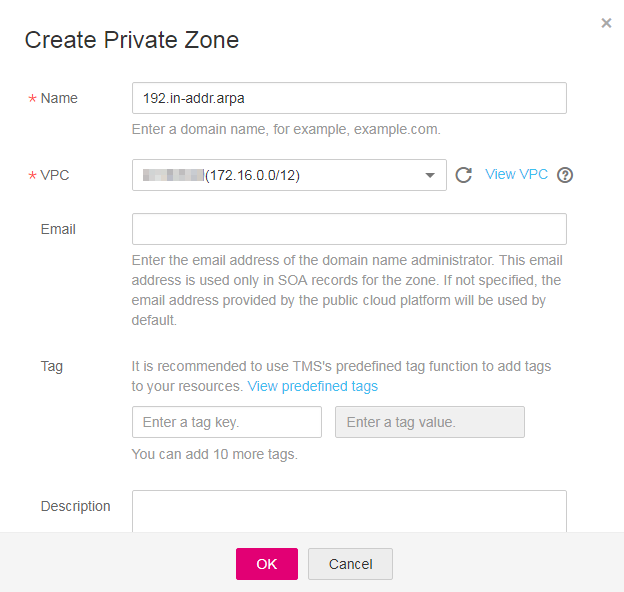 Create Private Zone
* Name
192.in-addr.arpa
Enter a domain name, for example, example.com.
* VPC
(172.16.0.0/12)
View VPC
Email
Enter the email address of the domain name administrator. This email
address is used only in SOA records for the zone. If not specified, the
email address provided by the public cloud platform will be used by
default.
Tag
It is recommended to use TMS's predefined tag function to add tags
to your resources. View predefined tags
Enter a tag key.
Enter a tag value.
You can add 10 more tags.
Description
OK
Cancel